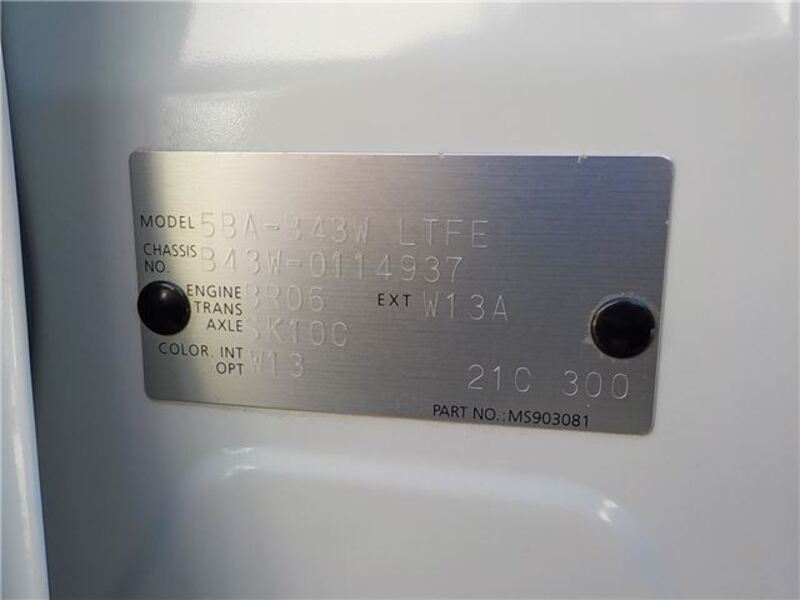 MODEL 5BA-B43W LTFE
CHASSIS NO. B43W-0114937
ENGINE BR06 EXT W13A
TRANS AXLE SK10C
COLOR. INT OPT W13 21C 300
PART NO.:MS903081